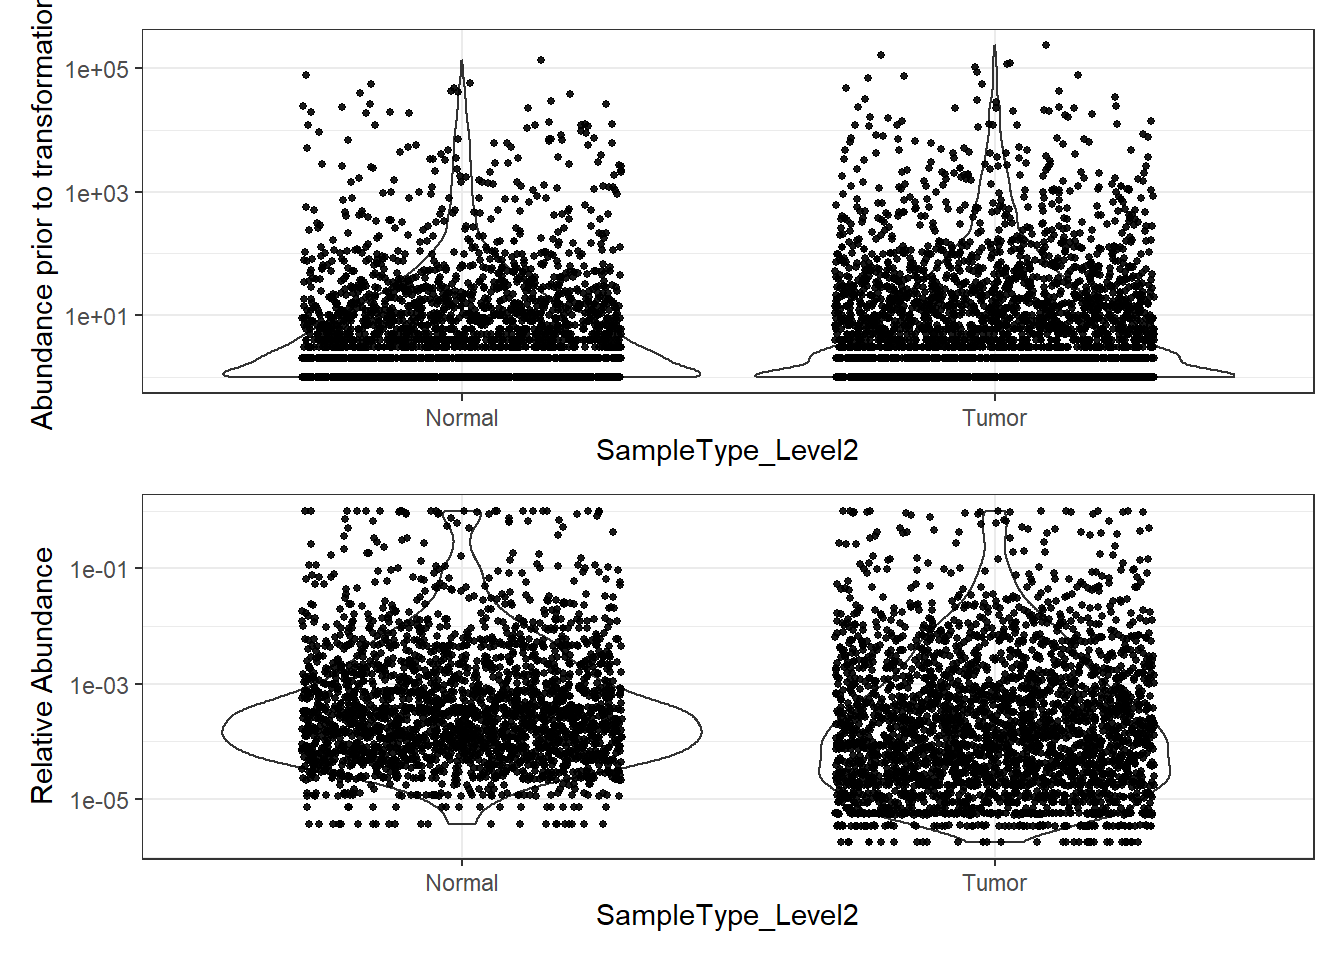 Abundance prior to transformation
1e+05
1e+03
1e+01
Normal
Tumor
SampleType_Level2
Relative Abundance
1e-01
1e-03
1e-05
Normal
Tumor
SampleType_Level2